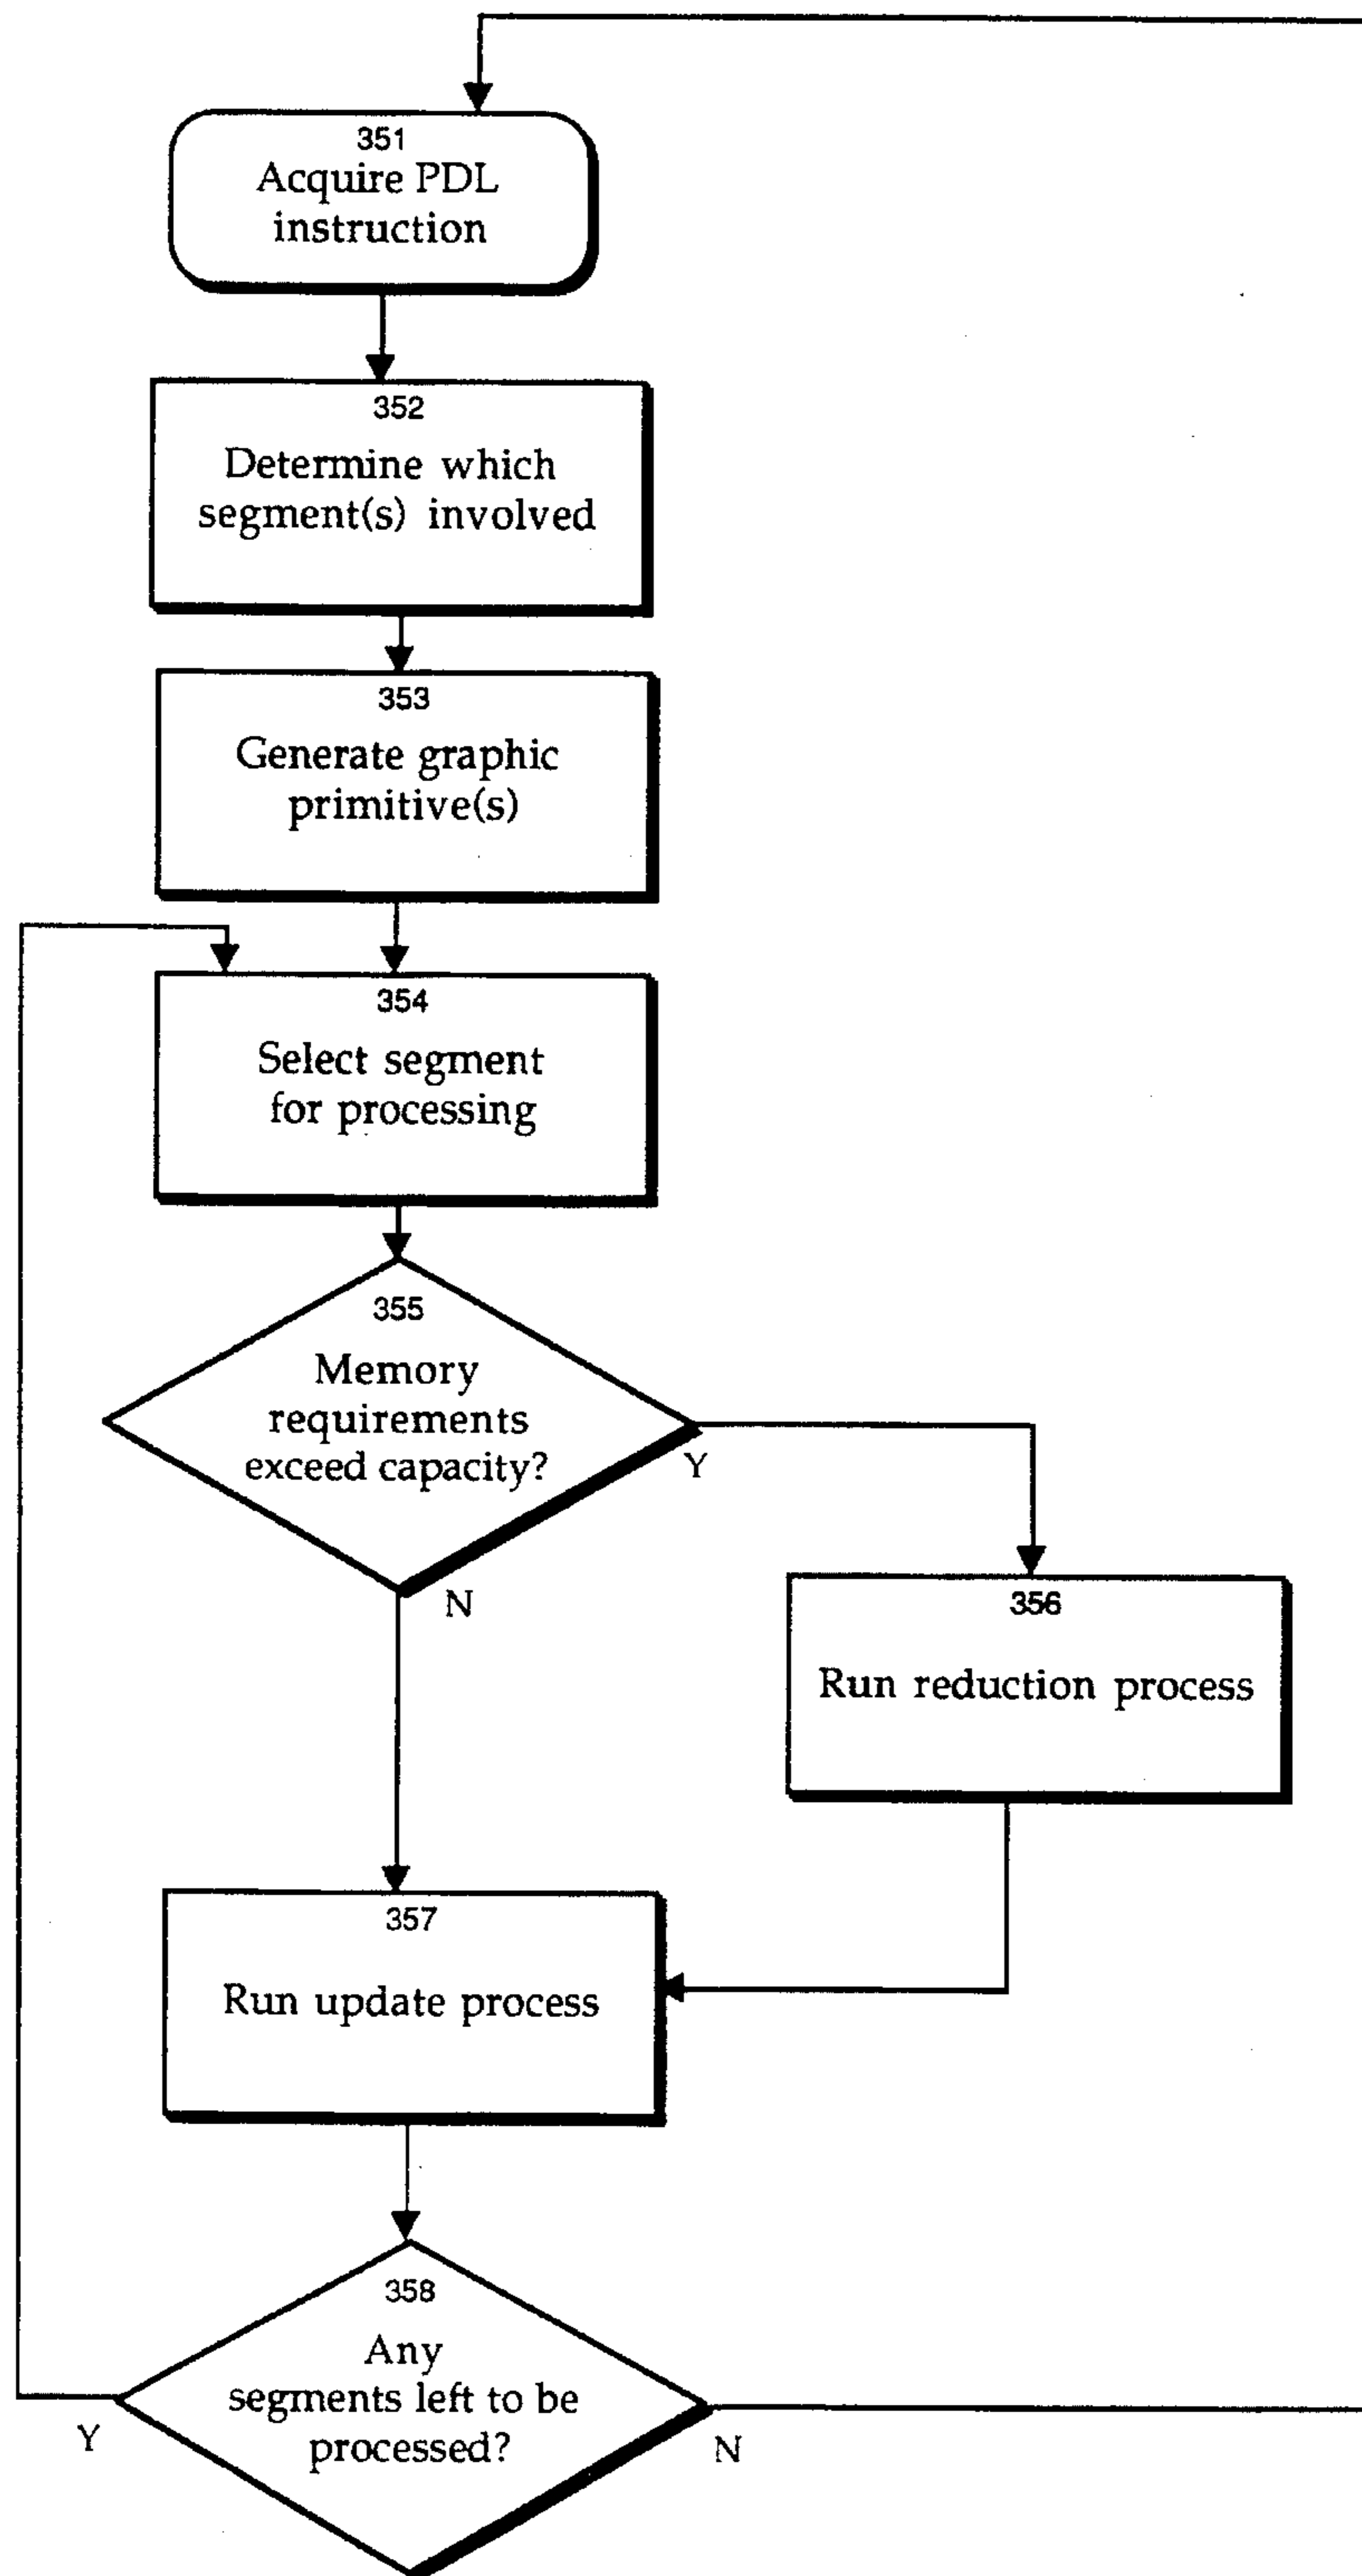 351
Acquire PDL
instruction
352
Determine which
segment(s) involved
353
Generate graphic
primitive(s)
354
Select segment
for processing
355
Memory
requirements
exceed capacity?
Y
N
356
Run reduction process
357
Run update process
358
Any
segments left to be
processed?
Y
N